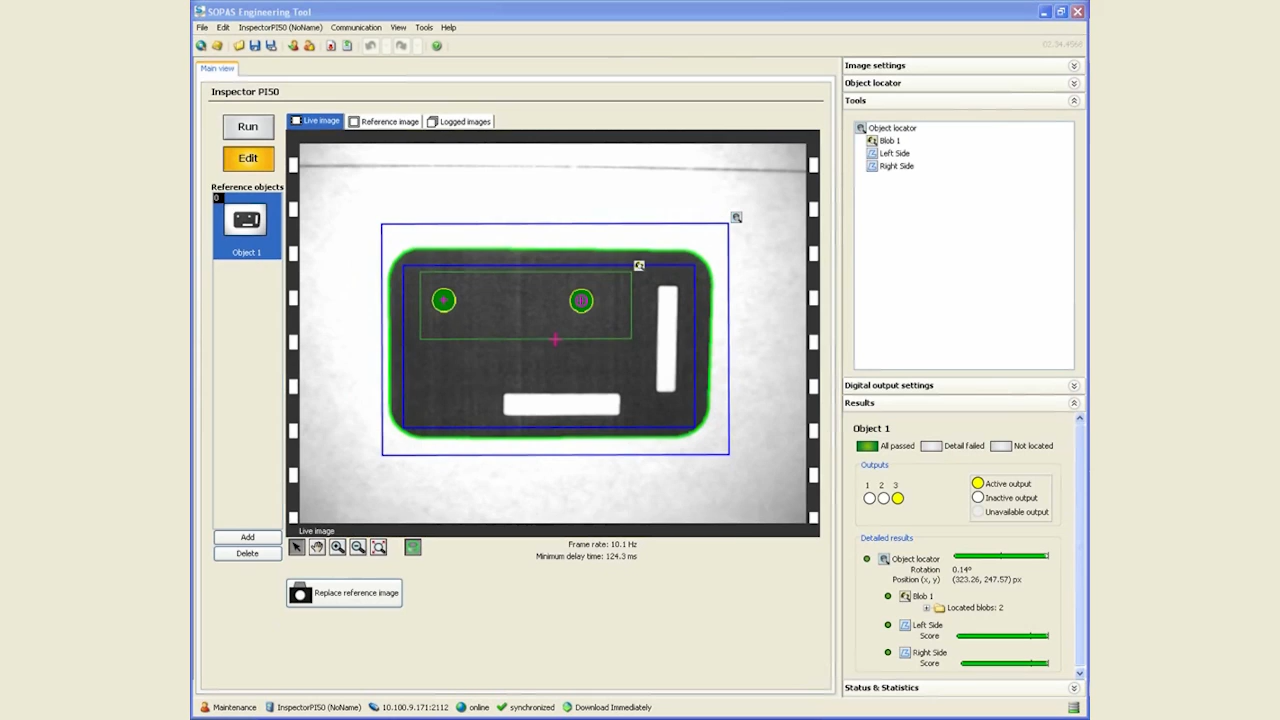 SOPAS Engineering Tool
File Edit InspectorPI50 (NoName) Communication View Tools Help
02.34.4568
Main view
Inspector PI50
Run
Edit
Live image
Reference image
Logged images
Reference objects
0
Object 1
Add
Delete
Live image
Frame rate: 10.1 Hz
Minimum delay time: 124.3 ms
Replace reference image
Image settings
Object locator
Tools
Object locator
Blob 1
Left Side
Right Side
Digital output settings
Results
Object 1
All passed Detail failed Not located
Outputs
1 2 3
Active output
Inactive output
Unavailable output
Detailed results
Object locator
Rotation 0.14°
Position (x, y) (323.26, 247.57) px
Blob 1
Located blobs: 2
Left Side
Score
Right Side
Score
Status & Statistics
Maintenance InspectorPI50 (NoName) 10.100.9.171:2112 online synchronized Download Immediately